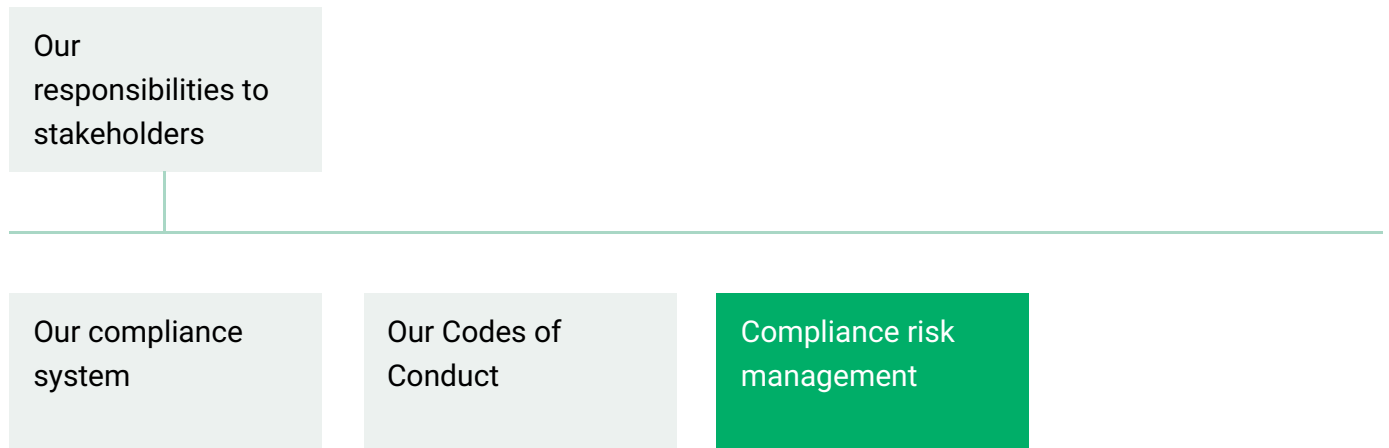 Our
responsibilities to
stakeholders
Our compliance
system
Our Codes of
Conduct
Compliance risk
management